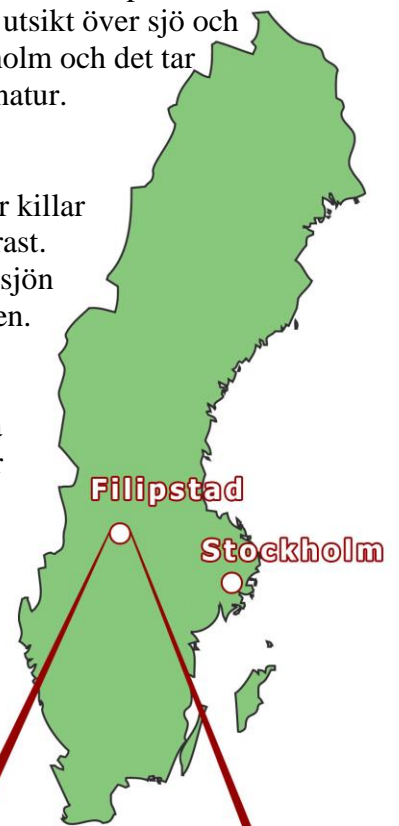 utsikt över sjö och
holm och det tar
natur.
killar
rast.
sjön
en.
Filipstad
Stockholm